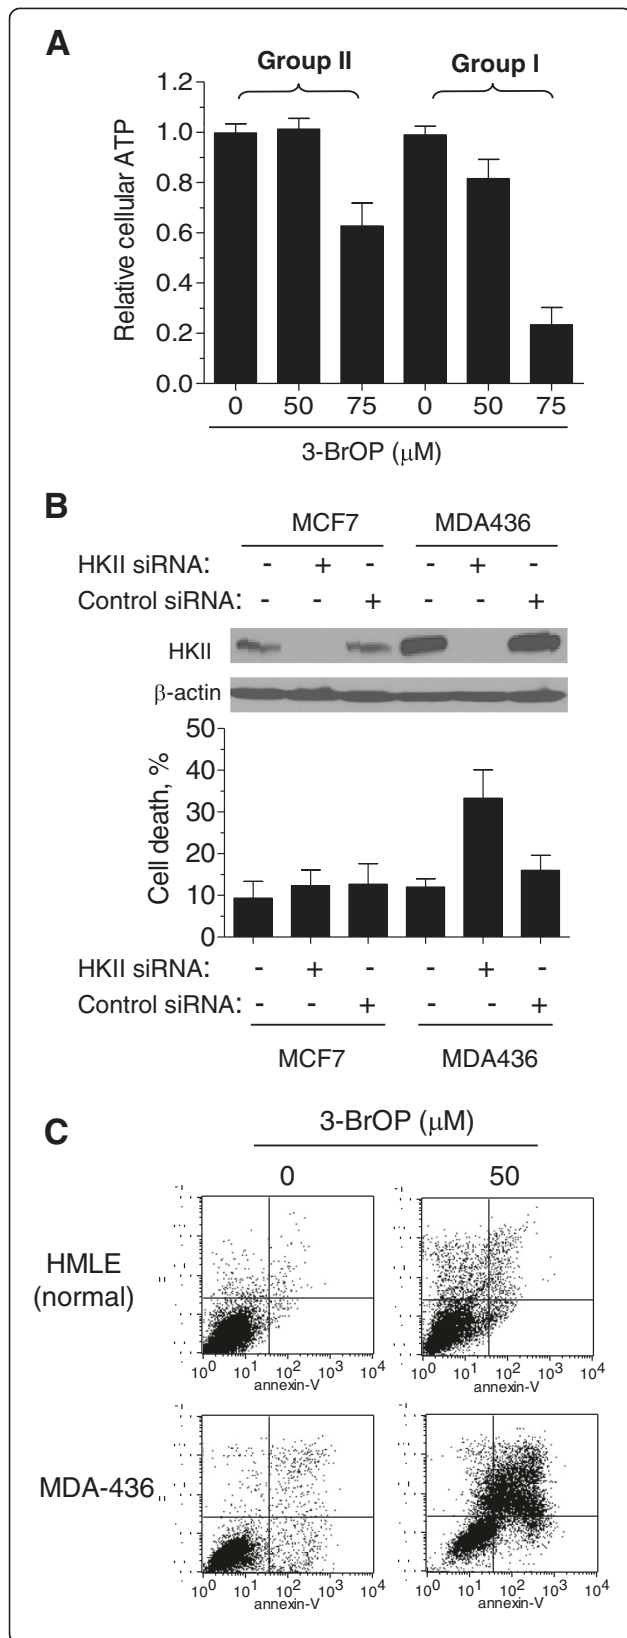 A
Group II Group I
1.2
1.0
0.8
0.6
0.4
0.2
0.0
Relative cellular ATP
0 50 75 0 50 75
3-BrOP (μM)
B
MCF7 MDA436
HKII siRNA: - + - - + -
Control siRNA: - - + - - +
HKII
β-actin
50
40
30
20
10
0
Cell death, %
HKII siRNA: - + - - + -
Control siRNA: - - + - - +
MCF7 MDA436
C
3-BrOP (μM)
0 50
HMLE
(normal)
10⁰ 10¹ 10² 10³ 10⁴ 10⁰ 10¹ 10² 10³ 10⁴
annexin-V annexin-V
MDA-436
10⁰ 10¹ 10² 10³ 10⁴ 10⁰ 10¹ 10² 10³ 10⁴
annexin-V annexin-V